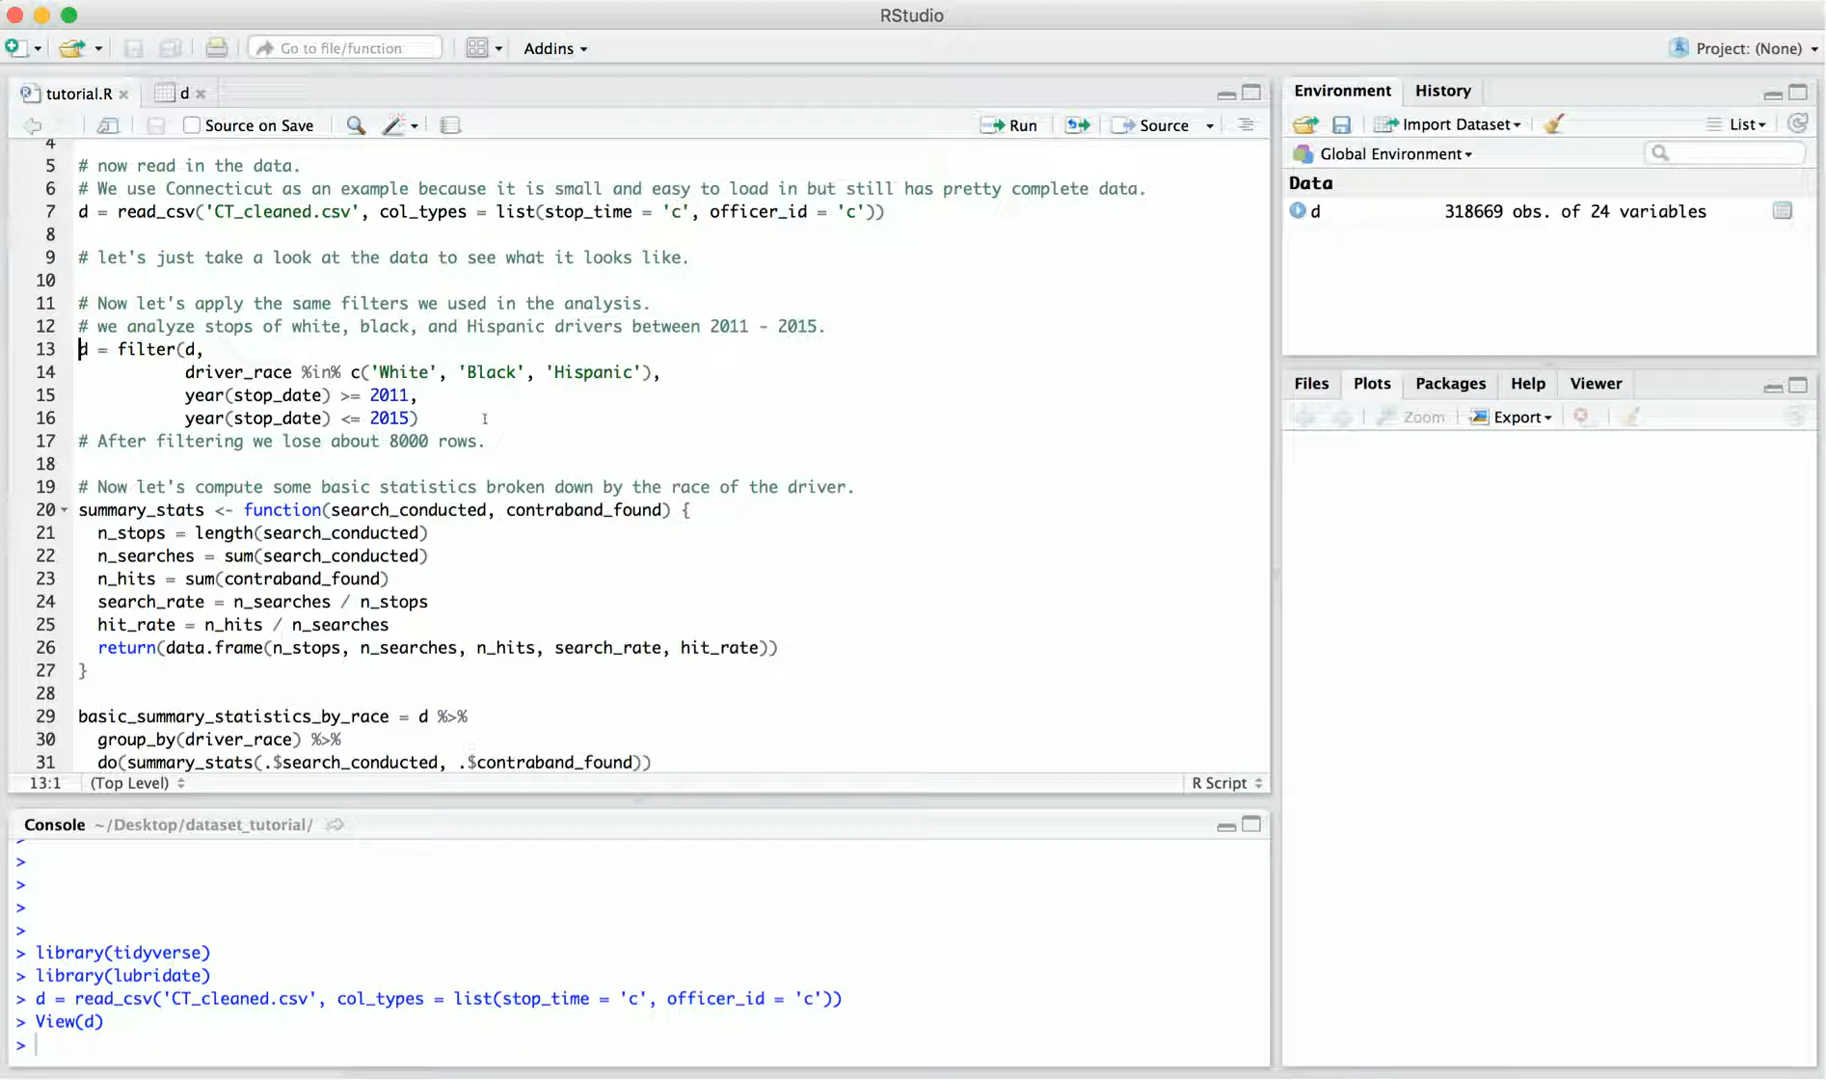 RStudio
Go to file/function
Addins
Project: (None)
tutorial.R
d
Source on Save
Run
Source
4
5 # now read in the data.
6 # We use Connecticut as an example because it is small and easy to load in but still has pretty complete data.
7 d = read_csv('CT_cleaned.csv', col_types = list(stop_time = 'c', officer_id = 'c'))
8
9 # let's just take a look at the data to see what it looks like.
10
11 # Now let's apply the same filters we used in the analysis.
12 # we analyze stops of white, black, and Hispanic drivers between 2011 - 2015.
13 d = filter(d,
14 driver_race %in% c('White', 'Black', 'Hispanic'),
15 year(stop_date) >= 2011,
16 year(stop_date) <= 2015)
17 # After filtering we lose about 8000 rows.
18
19 # Now let's compute some basic statistics broken down by the race of the driver.
20 summary_stats <- function(search_conducted, contraband_found) {
21 n_stops = length(search_conducted)
22 n_searches = sum(search_conducted)
23 n_hits = sum(contraband_found)
24 search_rate = n_searches / n_stops
25 hit_rate = n_hits / n_searches
26 return(data.frame(n_stops, n_searches, n_hits, search_rate, hit_rate))
27 }
28
29 basic_summary_statistics_by_race = d %>%
30 group_by(driver_race) %>%
31 do(summary_stats(.$search_conducted, .$contraband_found))
13:1 (Top Level) R Script
Console ~/Desktop/dataset_tutorial/
>
>
>
>
>
> library(tidyverse)
> library(lubridate)
> d = read_csv('CT_cleaned.csv', col_types = list(stop_time = 'c', officer_id = 'c'))
> View(d)
>
Environment History
Import Dataset List
Global Environment
Data
d 318669 obs. of 24 variables
Files Plots Packages Help Viewer
Zoom Export